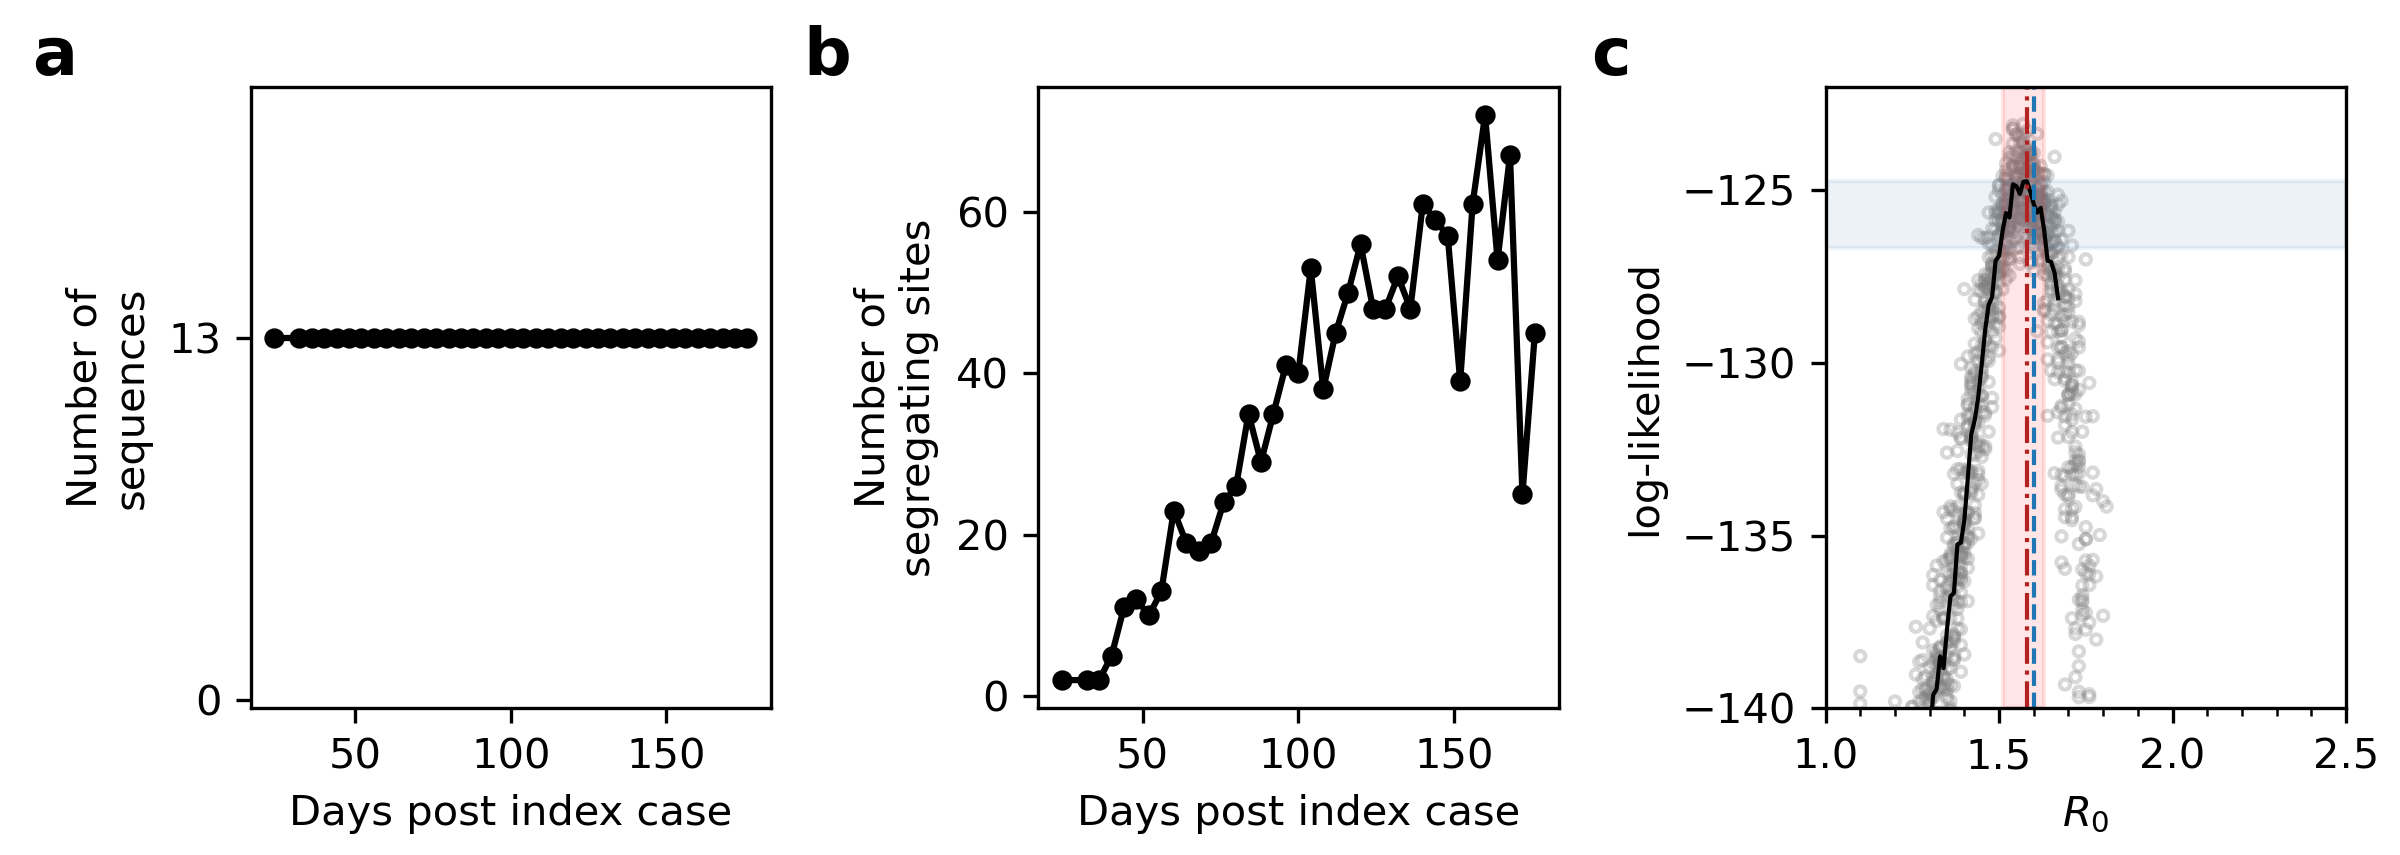 a
Number of
sequences
13
0
50 100 150
Days post index case
b
Number of
segregating sites
60
40
20
0
50 100 150
Days post index case
c
log-likelihood
−125
−130
−135
−140
1.0 1.5 2.0 2.5
R0